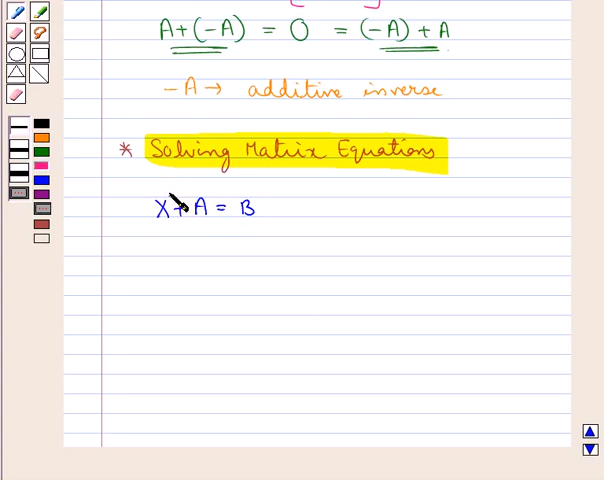 A + (-A) = O = (-A) + A
-A → additive inverse
* Solving Matrix Equations
X + A = B